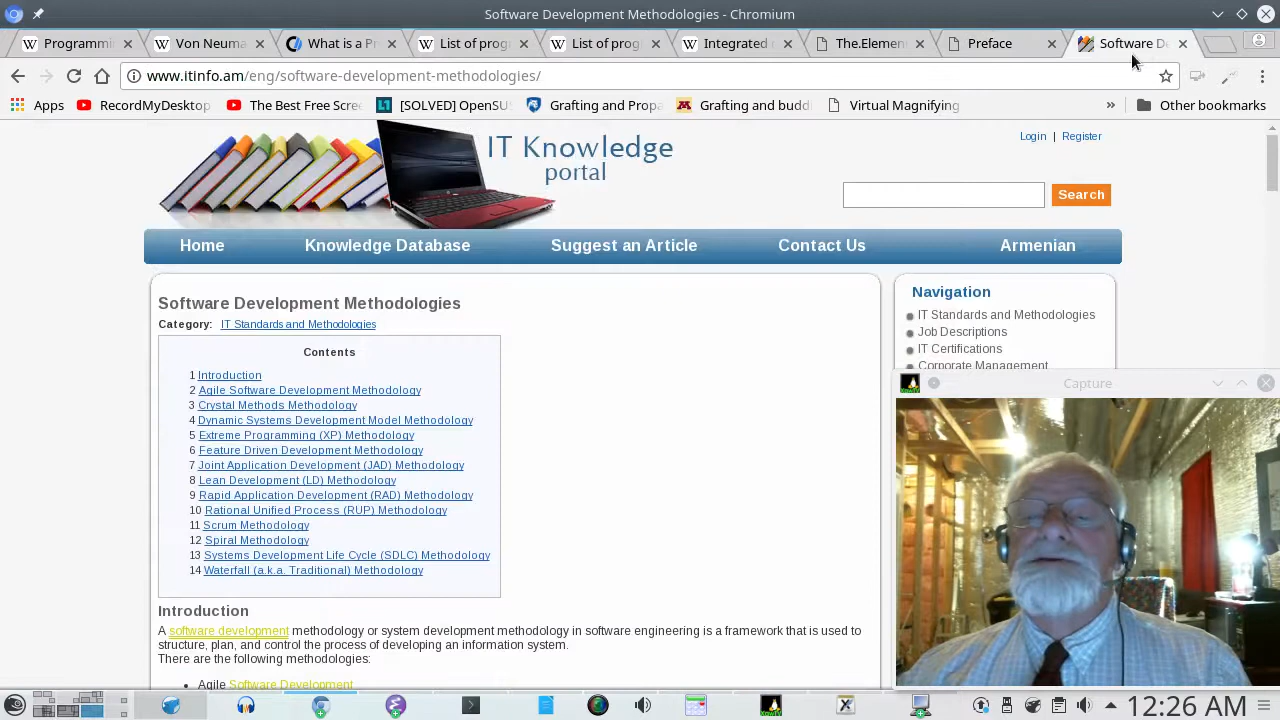 Software Development Methodologies - Chromium
Programmi
Von Neuma
What is a Pr
List of prog
List of prog
Integrated
The.Elemen
Preface
Software De
www.itinfo.am/eng/software-development-methodologies/
Apps
RecordMyDesktop
The Best Free Scre
[SOLVED] OpenSUS
Grafting and Propa
Grafting and buddi
Virtual Magnifying
»
Other bookmarks
IT Knowledge
portal
Login | Register
Search
Home
Knowledge Database
Suggest an Article
Contact Us
Armenian
Software Development Methodologies
Category: IT Standards and Methodologies
Contents
1 Introduction
2 Agile Software Development Methodology
3 Crystal Methods Methodology
4 Dynamic Systems Development Model Methodology
5 Extreme Programming (XP) Methodology
6 Feature Driven Development Methodology
7 Joint Application Development (JAD) Methodology
8 Lean Development (LD) Methodology
9 Rapid Application Development (RAD) Methodology
10 Rational Unified Process (RUP) Methodology
11 Scrum Methodology
12 Spiral Methodology
13 Systems Development Life Cycle (SDLC) Methodology
14 Waterfall (a.k.a. Traditional) Methodology
Introduction
A software development methodology or system development methodology in software engineering is a framework that is used to
structure, plan, and control the process of developing an information system.
There are the following methodologies:
Agile Software Development
Navigation
IT Standards and Methodologies
Job Descriptions
IT Certifications
Corporate Management
Capture
12:26 AM